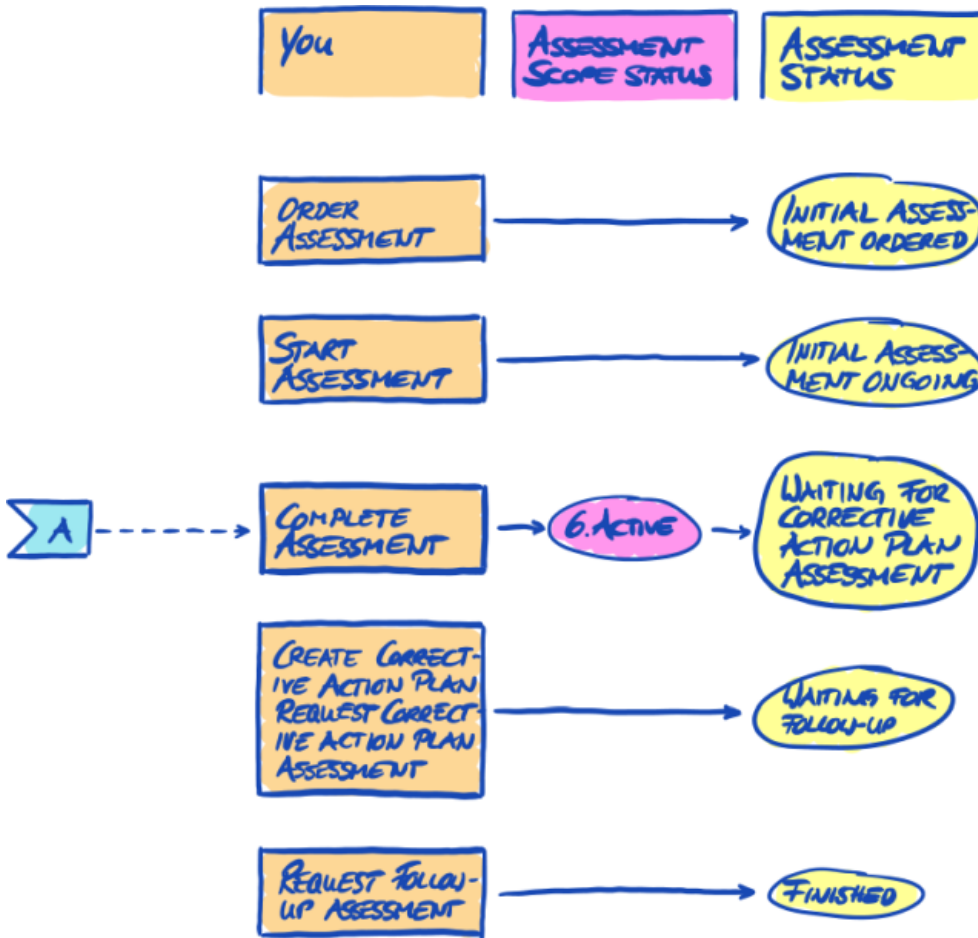 YOU
ASSESSMENT
SCOPE STATUS
ASSESSMENT
STATUS
ORDER
ASSESSMENT
INITIAL ASSESS-
MENT ORDERED
START
ASSESSMENT
INITIAL ASSESS-
MENT ONGOING
A
COMPLETE
ASSESSMENT
6. ACTIVE
WAITING FOR
CORRECTIVE
ACTION PLAN
ASSESSMENT
CREATE CORRECT-
IVE ACTION PLAN
REQUEST CORRECT-
IVE ACTION PLAN
ASSESSMENT
WAITING FOR
FOLLOW-UP
REQUEST FOLLOW-
UP ASSESSMENT
FINISHED